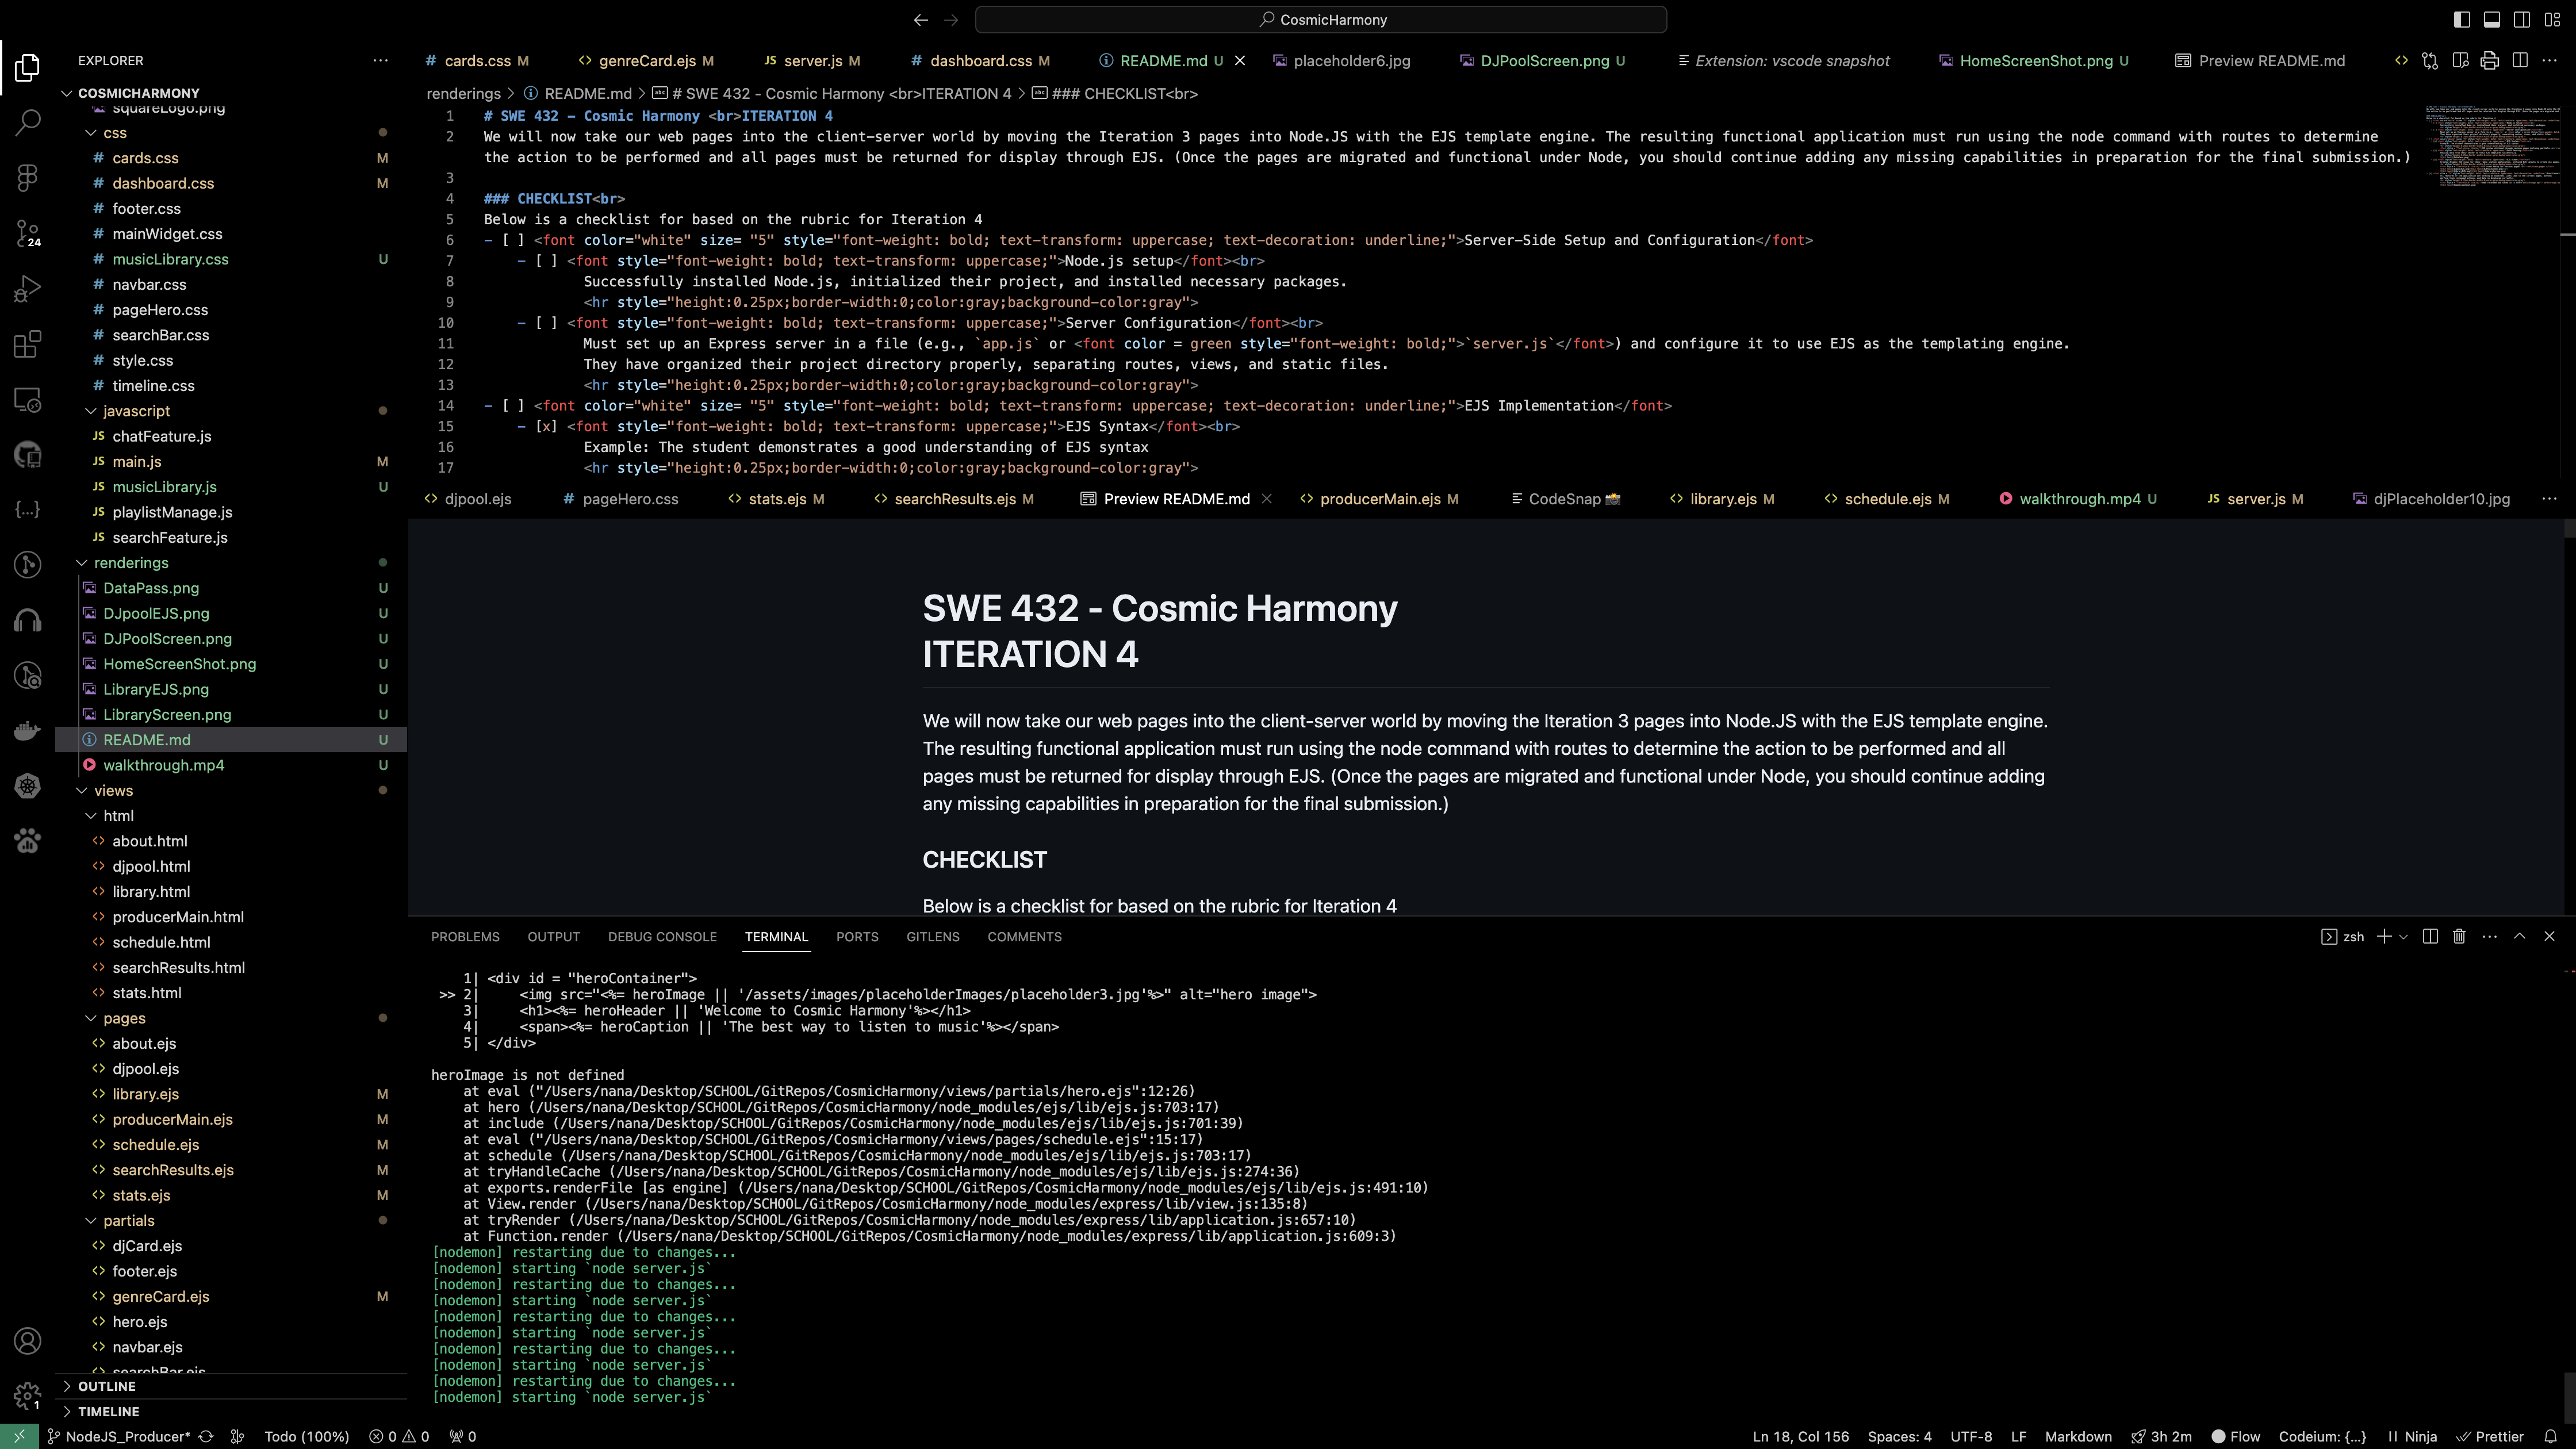 CosmicHarmony
EXPLORER
COSMICHARMONY
squareLogo.png
css
cards.css M
dashboard.css M
footer.css
mainWidget.css
musicLibrary.css U
navbar.css
pageHero.css
searchBar.css
style.css
timeline.css
javascript
chatFeature.js
main.js M
musicLibrary.js U
playlistManage.js
searchFeature.js
renderings
DataPass.png U
DJpoolEJS.png U
DJPoolScreen.png U
HomeScreenShot.png U
LibraryEJS.png U
LibraryScreen.png U
README.md U
walkthrough.mp4 U
views
html
about.html
djpool.html
library.html
producerMain.html
schedule.html
searchResults.html
stats.html
pages
about.ejs
djpool.ejs
library.ejs M
producerMain.ejs M
schedule.ejs M
searchResults.ejs M
stats.ejs M
partials
djCard.ejs
footer.ejs
genreCard.ejs M
hero.ejs
navbar.ejs
searchBar.ejs
OUTLINE
TIMELINE
24
1
# cards.css M <> genreCard.ejs M JS server.js M # dashboard.css M README.md U placeholder6.jpg DJPoolScreen.png U Extension: vscode snapshot HomeScreenShot.png U Preview README.md
renderings > README.md > # SWE 432 - Cosmic Harmony <br>ITERATION 4 > ### CHECKLIST<br>
1 # SWE 432 - Cosmic Harmony <br>ITERATION 4
2 We will now take our web pages into the client-server world by moving the Iteration 3 pages into Node.JS with the EJS template engine. The resulting functional application must run using the node command with routes to determine
the action to be performed and all pages must be returned for display through EJS. (Once the pages are migrated and functional under Node, you should continue adding any missing capabilities in preparation for the final submission.)
3
4 ### CHECKLIST<br>
5 Below is a checklist for based on the rubric for Iteration 4
6 - [ ] <font color="white" size= "5" style="font-weight: bold; text-transform: uppercase; text-decoration: underline;">Server-Side Setup and Configuration</font>
7 - [ ] <font style="font-weight: bold; text-transform: uppercase;">Node.js setup</font><br>
8 Successfully installed Node.js, initialized their project, and installed necessary packages.
9 <hr style="height:0.25px;border-width:0;color:gray;background-color:gray">
10 - [ ] <font style="font-weight: bold; text-transform: uppercase;">Server Configuration</font><br>
11 Must set up an Express server in a file (e.g., `app.js` or <font color = green style="font-weight: bold;">`server.js`</font>) and configure it to use EJS as the templating engine.
12 They have organized their project directory properly, separating routes, views, and static files.
13 <hr style="height:0.25px;border-width:0;color:gray;background-color:gray">
14 - [ ] <font color="white" size= "5" style="font-weight: bold; text-transform: uppercase; text-decoration: underline;">EJS Implementation</font>
15 - [x] <font style="font-weight: bold; text-transform: uppercase;">EJS Syntax</font><br>
16 Example: The student demonstrates a good understanding of EJS syntax
17 <hr style="height:0.25px;border-width:0;color:gray;background-color:gray">
<> djpool.ejs # pageHero.css <> stats.ejs M <> searchResults.ejs M Preview README.md <> producerMain.ejs M CodeSnap 📸 <> library.ejs M <> schedule.ejs M walkthrough.mp4 U JS server.js M djPlaceholder10.jpg
SWE 432 - Cosmic Harmony
ITERATION 4
We will now take our web pages into the client-server world by moving the Iteration 3 pages into Node.JS with the EJS template engine.
The resulting functional application must run using the node command with routes to determine the action to be performed and all
pages must be returned for display through EJS. (Once the pages are migrated and functional under Node, you should continue adding
any missing capabilities in preparation for the final submission.)
CHECKLIST
Below is a checklist for based on the rubric for Iteration 4
PROBLEMS OUTPUT DEBUG CONSOLE TERMINAL PORTS GITLENS COMMENTS zsh
1| <div id = "heroContainer">
>> 2| <img src="<%= heroImage || '/assets/images/placeholderImages/placeholder3.jpg'%>" alt="hero image">
3| <h1><%= heroHeader || 'Welcome to Cosmic Harmony'%></h1>
4| <span><%= heroCaption || 'The best way to listen to music'%></span>
5| </div>
heroImage is not defined
at eval ("/Users/nana/Desktop/SCHOOL/GitRepos/CosmicHarmony/views/partials/hero.ejs":12:26)
at hero (/Users/nana/Desktop/SCHOOL/GitRepos/CosmicHarmony/node_modules/ejs/lib/ejs.js:703:17)
at include (/Users/nana/Desktop/SCHOOL/GitRepos/CosmicHarmony/node_modules/ejs/lib/ejs.js:701:39)
at eval ("/Users/nana/Desktop/SCHOOL/GitRepos/CosmicHarmony/views/pages/schedule.ejs":15:17)
at schedule (/Users/nana/Desktop/SCHOOL/GitRepos/CosmicHarmony/node_modules/ejs/lib/ejs.js:703:17)
at tryHandleCache (/Users/nana/Desktop/SCHOOL/GitRepos/CosmicHarmony/node_modules/ejs/lib/ejs.js:274:36)
at exports.renderFile [as engine] (/Users/nana/Desktop/SCHOOL/GitRepos/CosmicHarmony/node_modules/ejs/lib/ejs.js:491:10)
at View.render (/Users/nana/Desktop/SCHOOL/GitRepos/CosmicHarmony/node_modules/express/lib/view.js:135:8)
at tryRender (/Users/nana/Desktop/SCHOOL/GitRepos/CosmicHarmony/node_modules/express/lib/application.js:657:10)
at Function.render (/Users/nana/Desktop/SCHOOL/GitRepos/CosmicHarmony/node_modules/express/lib/application.js:609:3)
[nodemon] restarting due to changes...
[nodemon] starting `node server.js`
[nodemon] restarting due to changes...
[nodemon] starting `node server.js`
[nodemon] restarting due to changes...
[nodemon] starting `node server.js`
[nodemon] restarting due to changes...
[nodemon] starting `node server.js`
[nodemon] restarting due to changes...
[nodemon] starting `node server.js`
NodeJS_Producer* Todo (100%) 0 0 0 Ln 18, Col 156 Spaces: 4 UTF-8 LF Markdown 3h 2m Flow Codeium: {...} Ninja Prettier